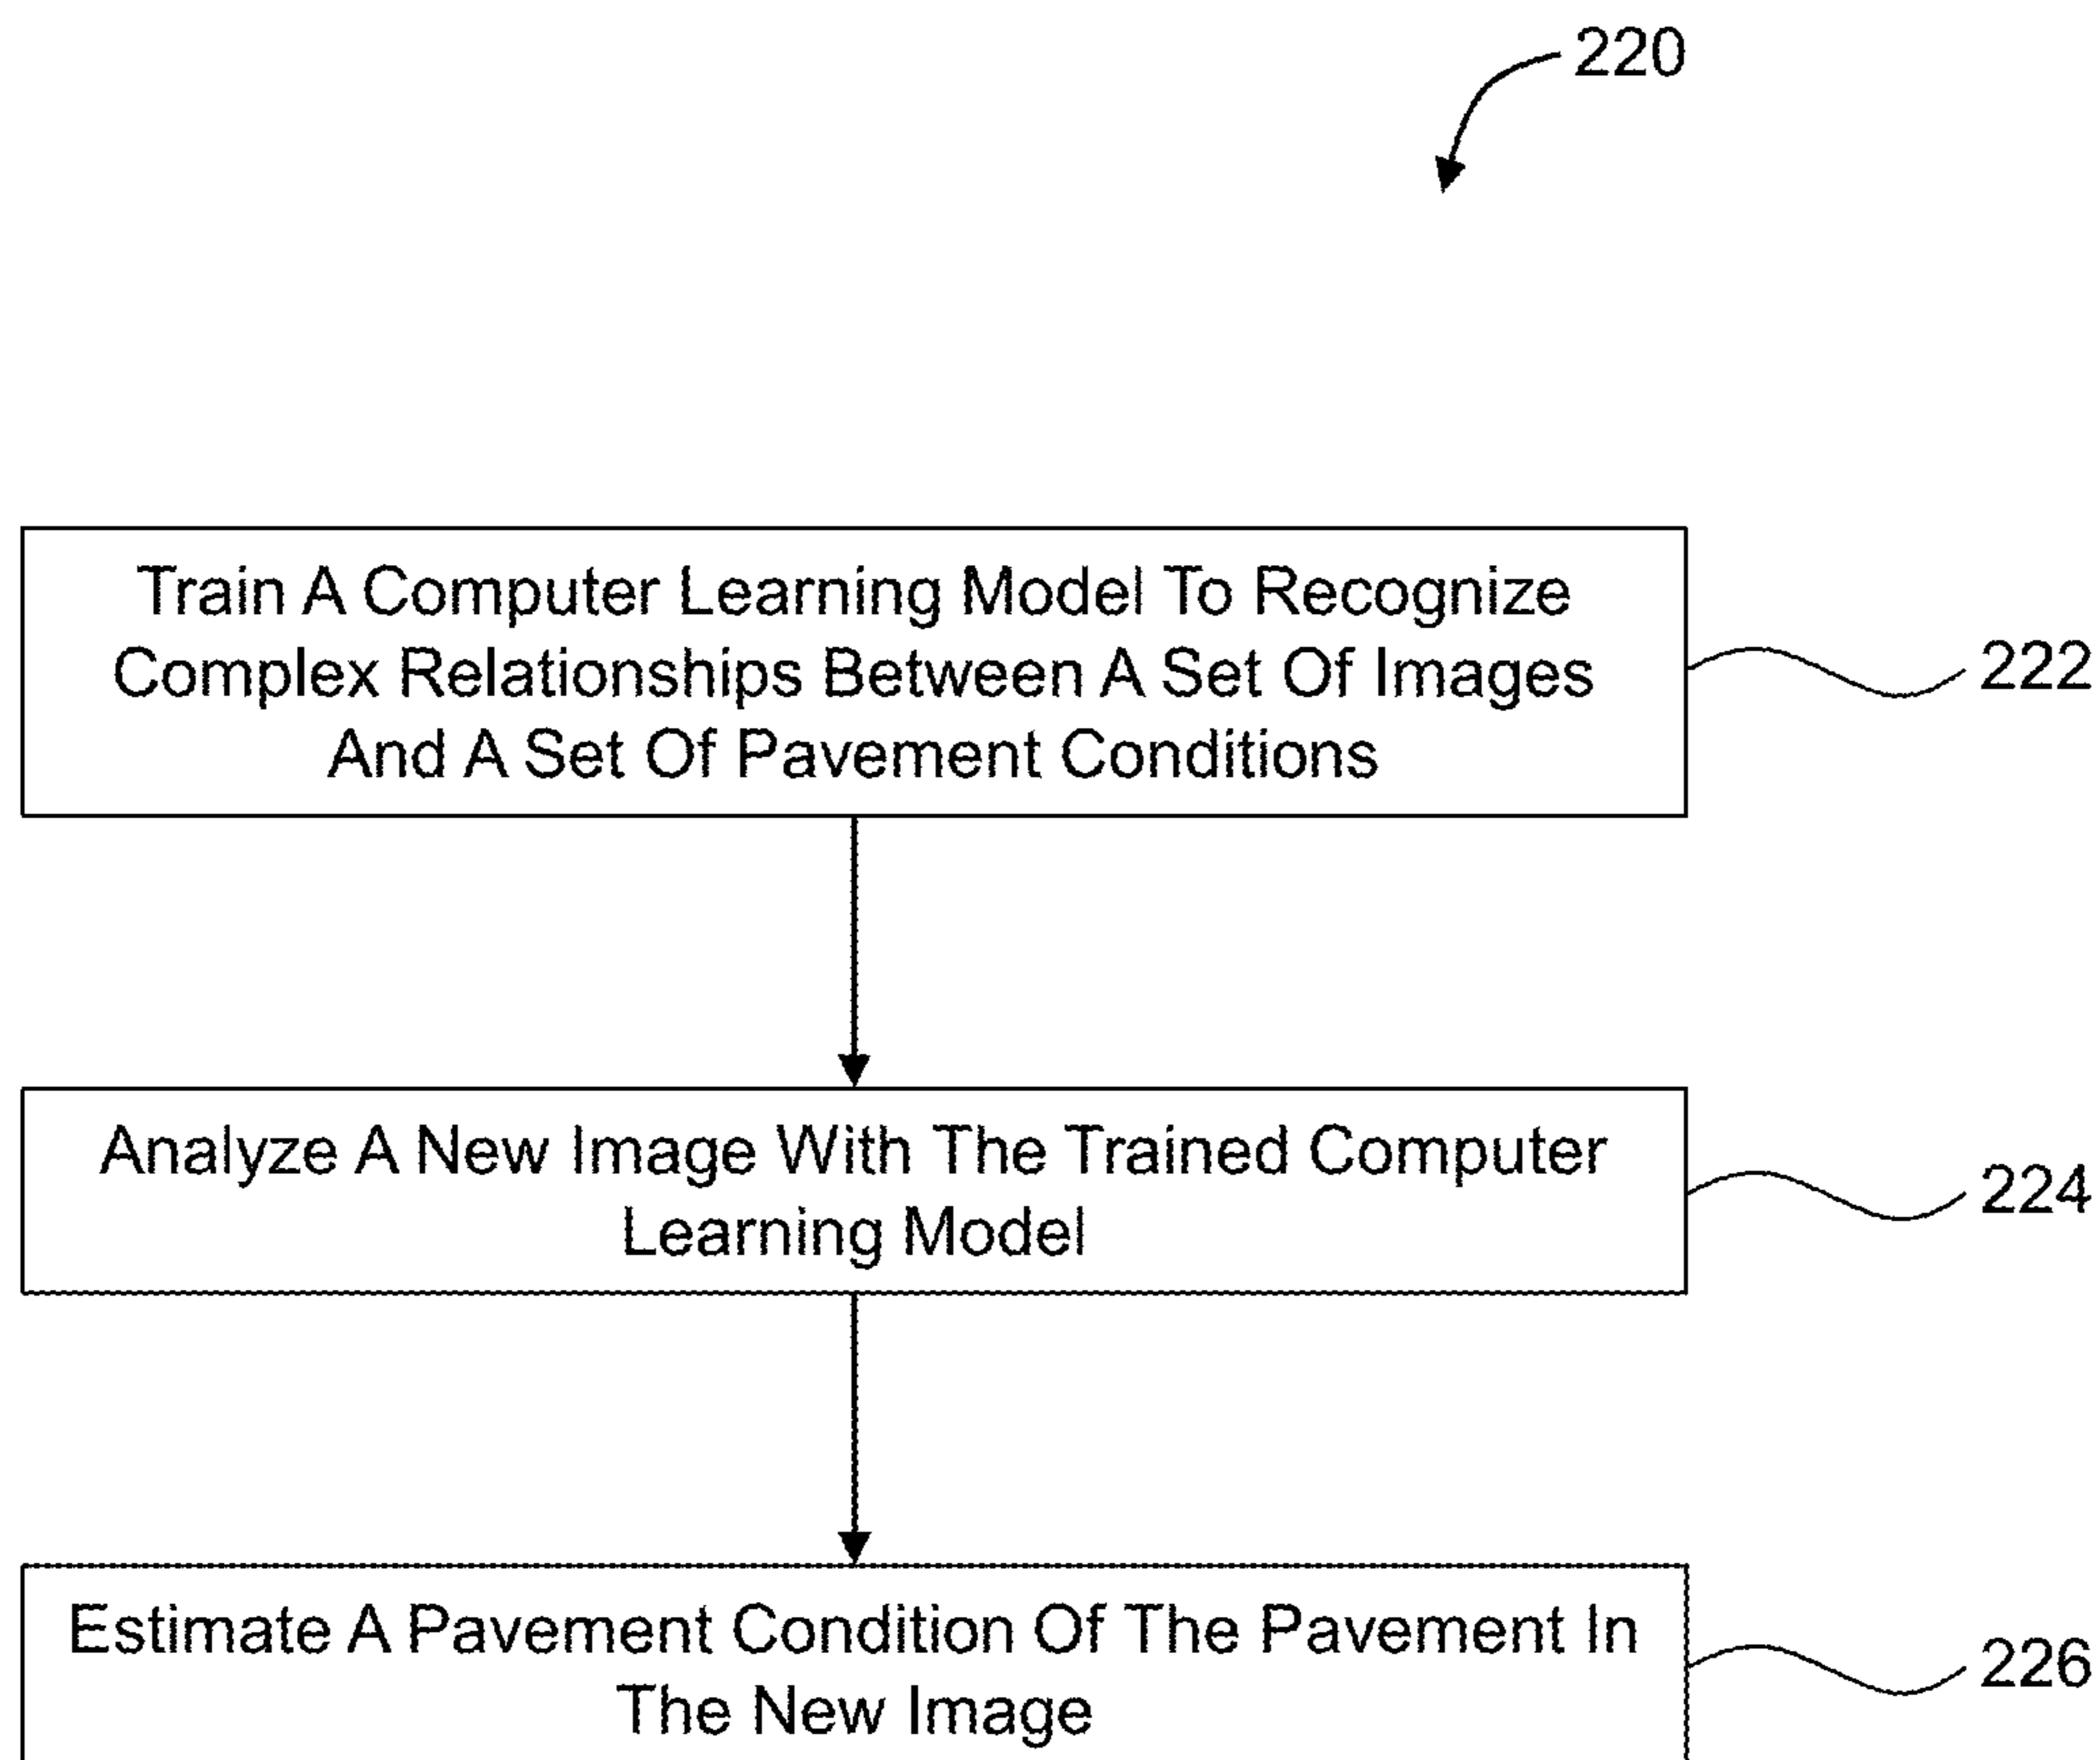 220
Train A Computer Learning Model To Recognize
Complex Relationships Between A Set Of Images
And A Set Of Pavement Conditions
222
Analyze A New Image With The Trained Computer
Learning Model
224
Estimate A Pavement Condition Of The Pavement In
The New Image
226